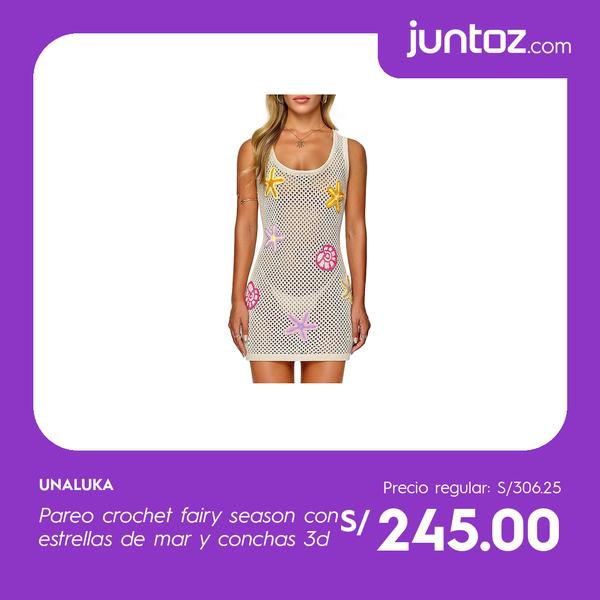 juntoz.com
UNALUKA
Pareo crochet fairy season con
estrellas de mar y conchas 3d
Precio regular: S/306.25
S/ 245.00